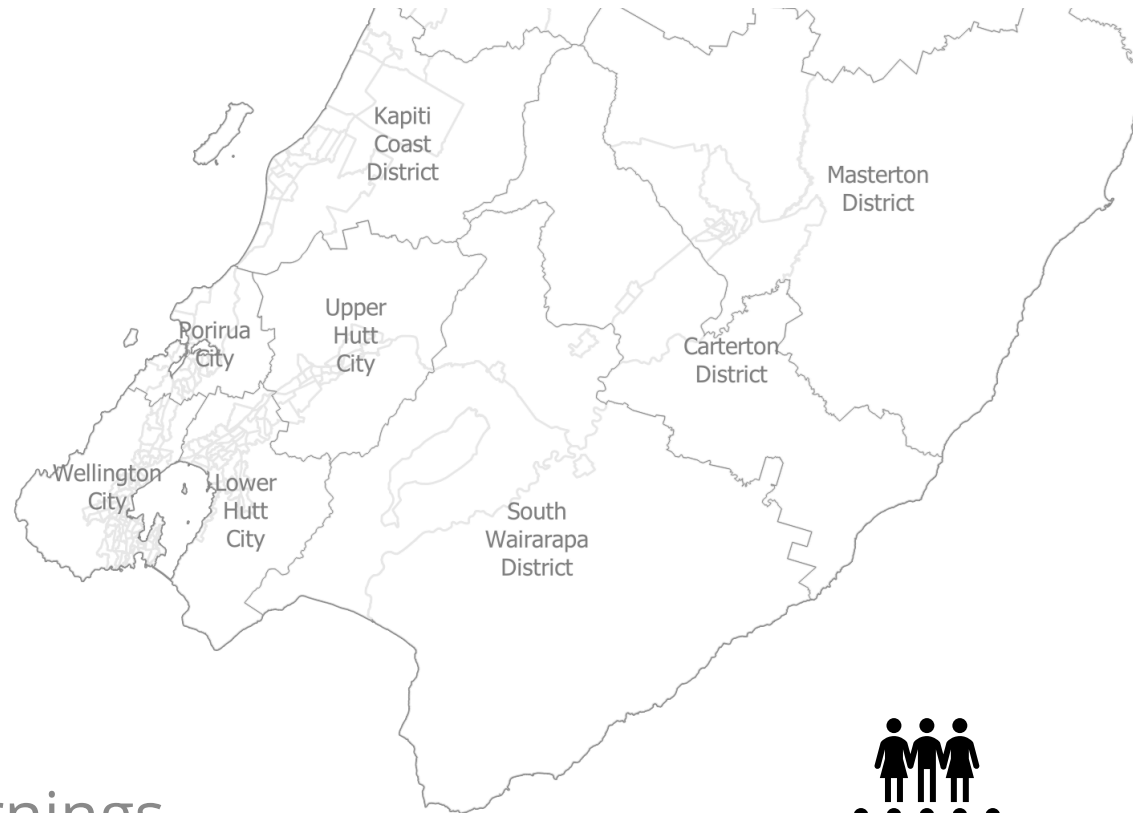 Kapiti
Coast
District
Masterton
District
Upper
Hutt
City
Porirua
City
Carterton
District
Wellington
City
Lower
Hutt
City
South
Wairarapa
District